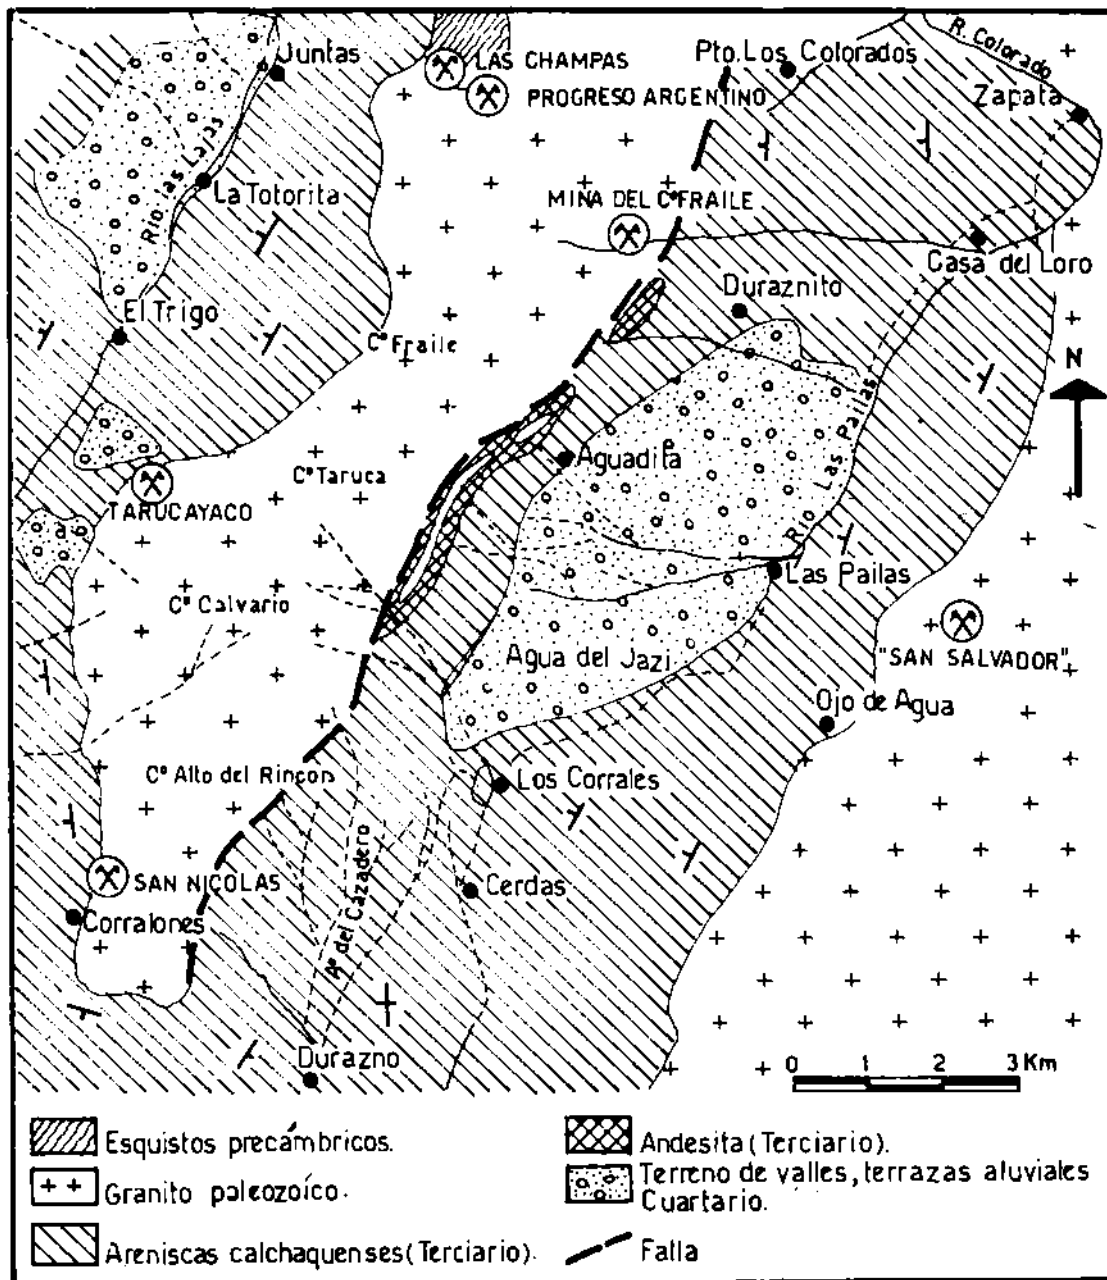 Juntas
LAS CHAMPAS
PROGRESO ARGENTINO
Pto. Los Colorados
R. Colorado
Zapata
Rio Las Lajas
La Totorita
MINA DEL Cº FRAILE
Casa del Loro
El Trigo
Cº Fraile
Duraznito
N
Cº Taruca
Aguadita
Rio Las Pailas
TARUCAYACO
Las Pailas
Cº Calvario
Agua del Jazi
"SAN SALVADOR"
Ojo de Agua
Cº Alto del Rincon
Los Corrales
Aº del Cazadero
SAN NICOLAS
Cerdas
Corralones
Durazno
0 1 2 3 Km
Esquistos precámbricos.
Granito paleozoíco.
Areniscas calchaquenses (Terciario).
Andesita (Terciario).
Terreno de valles, terrazas aluviales
Cuartario.
Falla